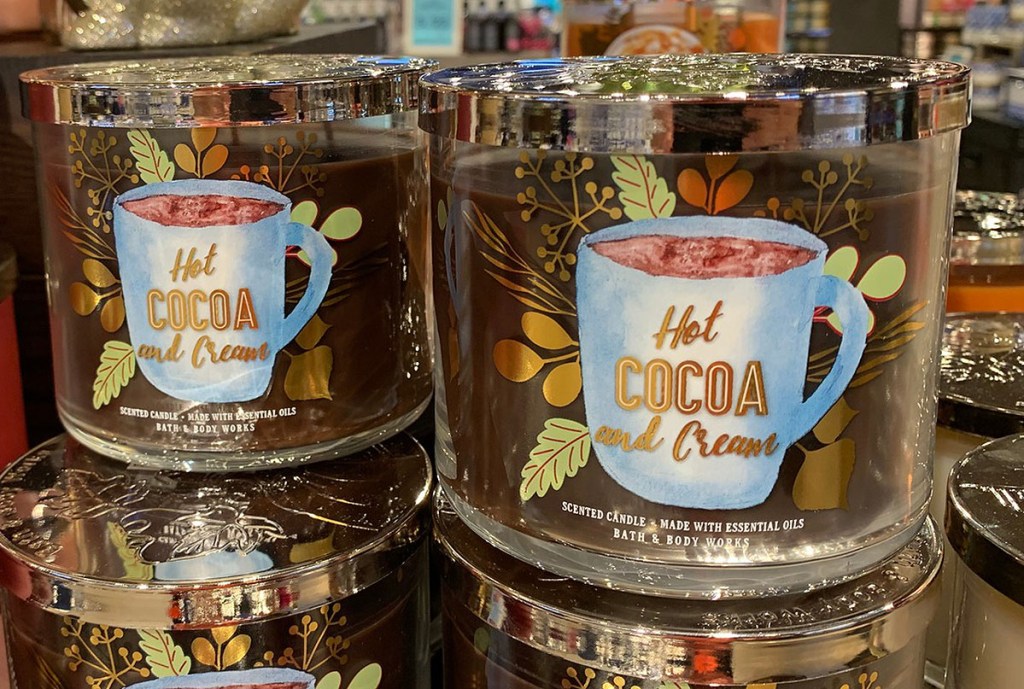 Hot
COCOA
and Cream
SCENTED CANDLE • MADE WITH ESSENTIAL OILS
BATH & BODY WORKS
Hot
COCOA
and Cream
SCENTED CANDLE • MADE WITH ESSENTIAL OILS
BATH & BODY WORKS